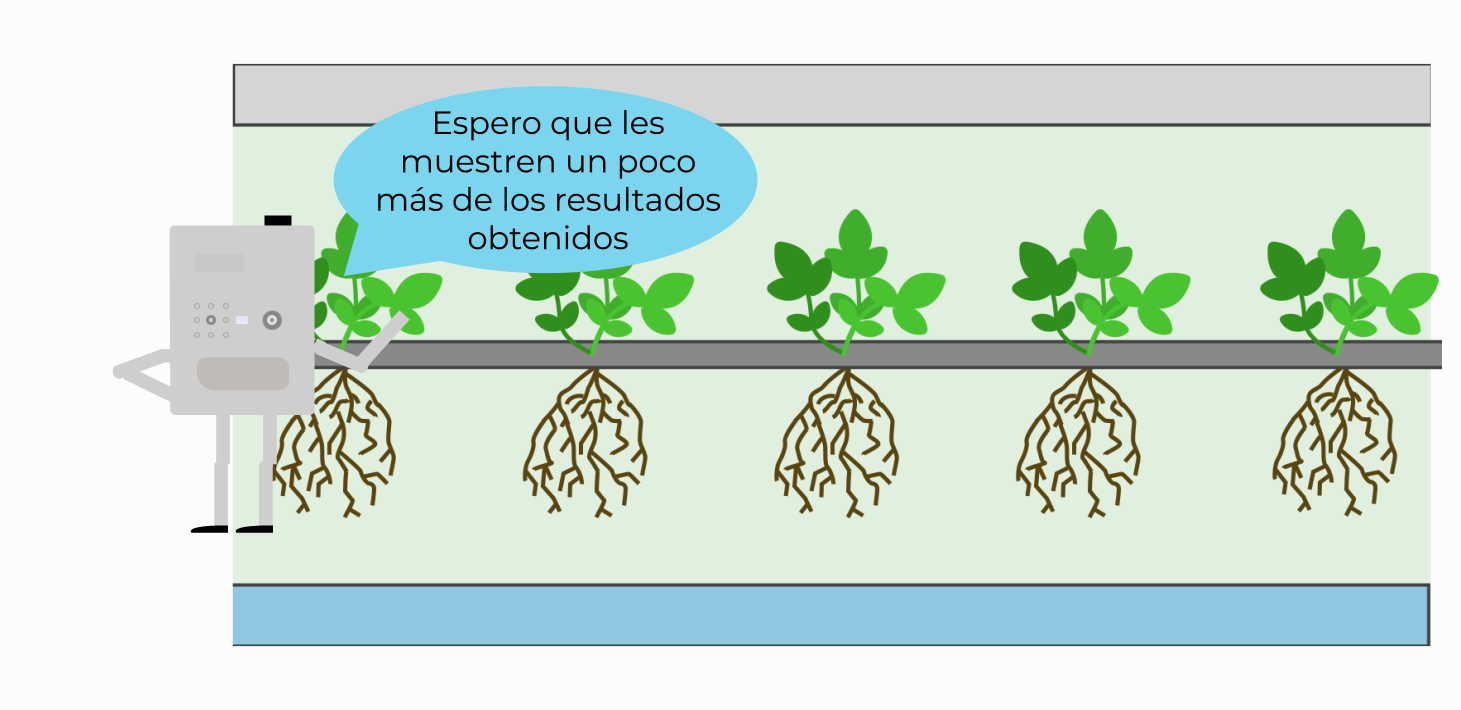 Espero que les
muestren un poco
más de los resultados
obtenidos